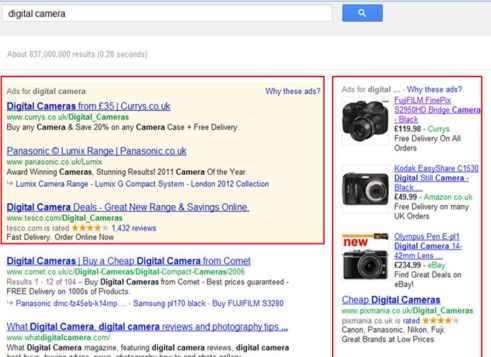 digital camera
About 837,000,000 results (0.28 seconds)
Ads for digital camera
Why these ads?
Digital Cameras from £35 | Currys.co.uk
www.currys.co.uk/Digital_Cameras
Buy any Camera & Save 20% on any Camera Case + Free Delivery.
Panasonic © Lumix Range | Panasonic.co.uk
www.panasonic.co.uk/Lumix
Award Winning Cameras, Stunning Results! 2011 Camera Of the Year.
Lumix Camera Range - Lumix G Compact System - London 2012 Collection
Digital Camera Deals - Great New Range & Savings Online.
www.tesco.com/Digital_Cameras
tesco.com is rated ★★★★★ 1,432 reviews
Fast Delivery. Order Online Now
Digital Cameras | Buy a Cheap Digital Camera from Comet
www.comet.co.uk/c/Digital-Cameras/Digital-Compact-Cameras/2006
Results 1 - 12 of 104 – Buy Digital Cameras from Comet - Best prices guaranteed -
FREE Delivery on 1000s of Products.
Panasonic dmc-fz45eb-k14mp ... - Samsung pl170 black - Buy FUJIFILM S3280
What Digital Camera, digital camera reviews and photography tips ...
www.whatdigitalcamera.com/
What Digital Camera magazine, featuring digital camera reviews, digital camera
Ads for digital ... - Why these ads?
FujiFILM FinePix
S2950HD Bridge Camera
- Black
£119.98 - Currys
Free Delivery On All
Orders
Kodak EasyShare C1530
Digital Still Camera -
Black ...
£49.99 - Amazon.co.uk
Free Delivery on many
UK Orders
new
Olympus Pen E-pl1
Digital Camera 14-
42mm Lens ...
£234.99 - eBay
Find Great Deals on
eBay!
Cheap Digital Cameras
www.pixmania.co.uk/Digital_Cameras
pixmania.co.uk is rated ★★★★★
Canon, Panasonic, Nikon, Fuji:
Great Brands at Low Prices